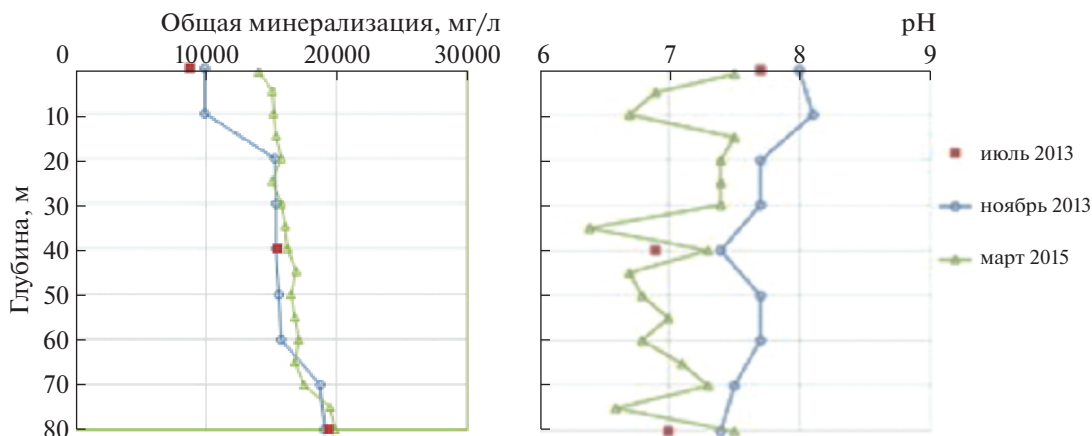 Общая минерализация, мг/л
0 10000 20000 30000
10
20
30
40
50
60
70
80
Глубина, м
pH
6 7 8 9
июль 2013
ноябрь 2013
март 2015